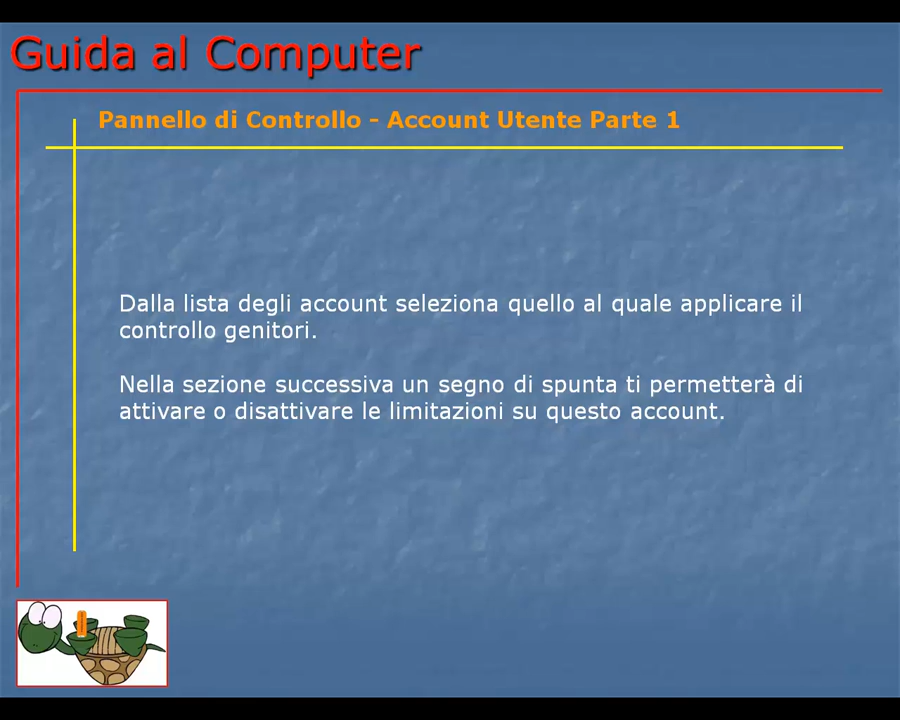 Guida al Computer
Pannello di Controllo - Account Utente Parte 1
Dalla lista degli account seleziona quello al quale applicare il
controllo genitori.
Nella sezione successiva un segno di spunta ti permetterà di
attivare o disattivare le limitazioni su questo account.